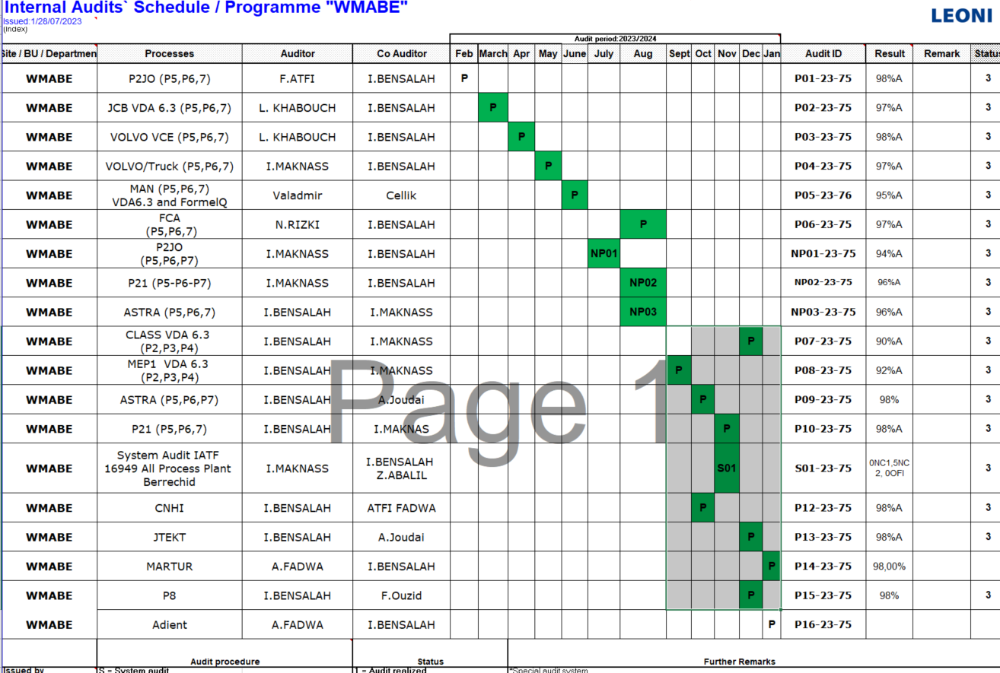 Internal Audits` Schedule / Programme "WMABE"
LEONI
Issued:1/28/07/2023
(Index)
Audit period:2023/2024
Site / BU / Departmen Processes Auditor Co Auditor Feb March Apr May June July Aug Sept Oct Nov Dec Jan Audit ID Result Remark Status
WMABE P2JO (P5,P6,7) F.ATFI I.BENSALAH P P01-23-75 98%A 3
WMABE JCB VDA 6.3 (P5,P6,7) L. KHABOUCH I.BENSALAH P P02-23-75 97%A 3
WMABE VOLVO VCE (P5,P6,7) L. KHABOUCH I.BENSALAH P P03-23-75 98%A 3
WMABE VOLVO/Truck (P5,P6,7) I.MAKNASS I.BENSALAH P P04-23-75 97%A 3
MAN (P5,P6,7)
WMABE VDA6.3 and FormelQ Valadmir Cellik P P05-23-76 95%A 3
FCA
WMABE (P5,P6,7) N.RIZKI I.BENSALAH P P06-23-75 97%A 3
P2JO
WMABE (P5,P6,P7) I.MAKNASS I.BENSALAH NP01 NP01-23-75 94%A 3
WMABE P21 (P5-P6-P7) I.MAKNASS I.BENSALAH NP02 NP02-23-75 96%A 3
WMABE ASTRA (P5,P6,7) I.BENSALAH I.MAKNASS NP03 NP03-23-75 96%A 3
CLASS VDA 6.3
WMABE (P2,P3,P4) I.BENSALAH I.MAKNASS P P07-23-75 90%A 3
MEP1 VDA 6.3
WMABE (P2,P3,P4) I.BENSALAH I.MAKNASS P P08-23-75 92%A 3
WMABE ASTRA (P5,P6,P7) I.BENSALAH A.Joudai P P09-23-75 98% 3
Page 1
WMABE P21 (P5,P6,7) I.BENSALAH I.MAKNAS P P10-23-75 98%A 3
System Audit IATF
16949 All Process Plant
Berrechid
WMABE I.MAKNASS I.BENSALAH
Z.ABALIL S01 S01-23-75 0NC1,5NC
2, 0OFI 3
WMABE CNHI I.BENSALAH ATFI FADWA P P12-23-75 98%A 3
WMABE JTEKT I.BENSALAH A.Joudai P P13-23-75 98%A 3
WMABE MARTUR A.FADWA I.BENSALAH P P14-23-75 98,00%
WMABE P8 I.BENSALAH F.Ouzid P P15-23-75 98% 3
WMABE Adient A.FADWA I.BENSALAH P P16-23-75
Audit procedure Status Further Remarks
Issued by S = System audit 1 = Audit realized *Special audit system